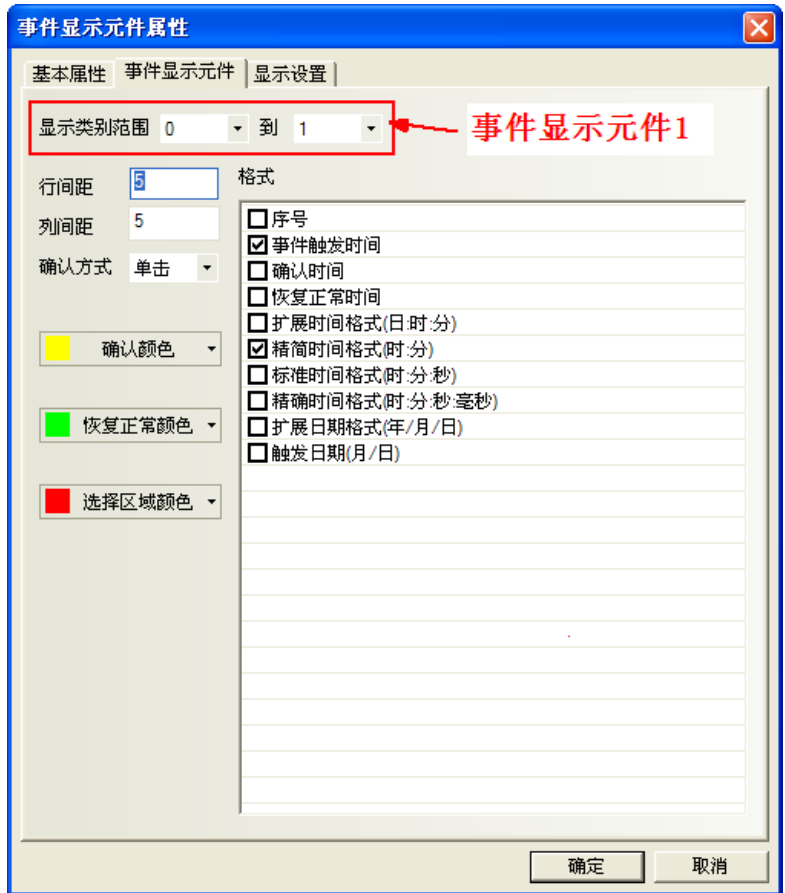 事件显示元件属性
基本属性 事件显示元件 显示设置
显示类别范围 0 到 1
事件显示元件1
行间距 5
列间距 5
确认方式 单击
确认颜色
恢复正常颜色
选择区域颜色
格式
序号
事件触发时间
确认时间
恢复正常时间
扩展时间格式(日:时:分)
精简时间格式(时:分)
标准时间格式(时:分:秒)
精确时间格式(时:分:秒:毫秒)
扩展日期格式(年/月/日)
触发日期(月/日)
确定 取消